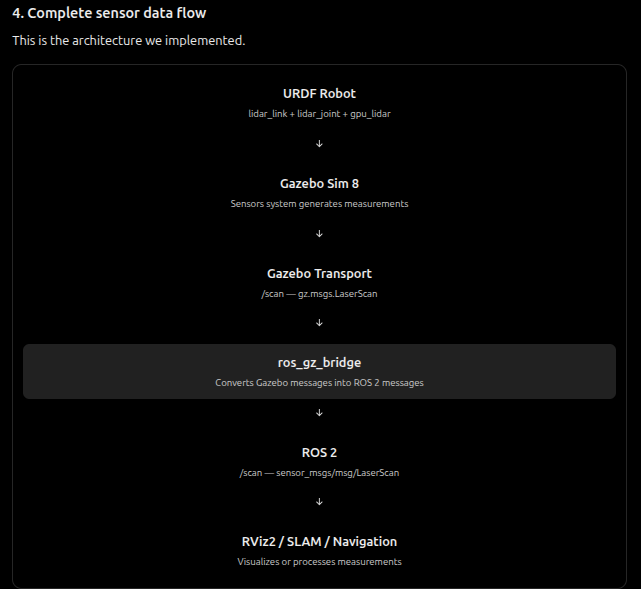 4. Complete sensor data flow
This is the architecture we implemented.
URDF Robot
lidar_link + lidar_joint + gpu_lidar
↓
Gazebo Sim 8
Sensors system generates measurements
↓
Gazebo Transport
/scan — gz.msgs.LaserScan
↓
ros_gz_bridge
Converts Gazebo messages into ROS 2 messages
↓
ROS 2
/scan — sensor_msgs/msg/LaserScan
↓
RViz2 / SLAM / Navigation
Visualizes or processes measurements